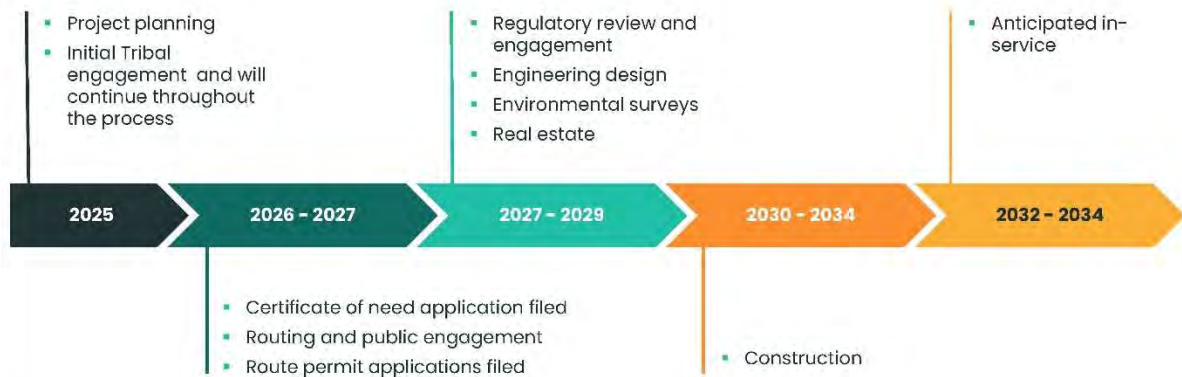 ▪ Project planning
▪ Initial Tribal
engagement and will
continue throughout
the process
▪ Regulatory review and
engagement
▪ Engineering design
▪ Environmental surveys
▪ Real estate
▪ Anticipated in-
service
2025
2026 - 2027
2027 - 2029
2030 - 2034
2032 - 2034
▪ Certificate of need application filed
▪ Routing and public engagement
▪ Route permit applications filed
▪ Construction